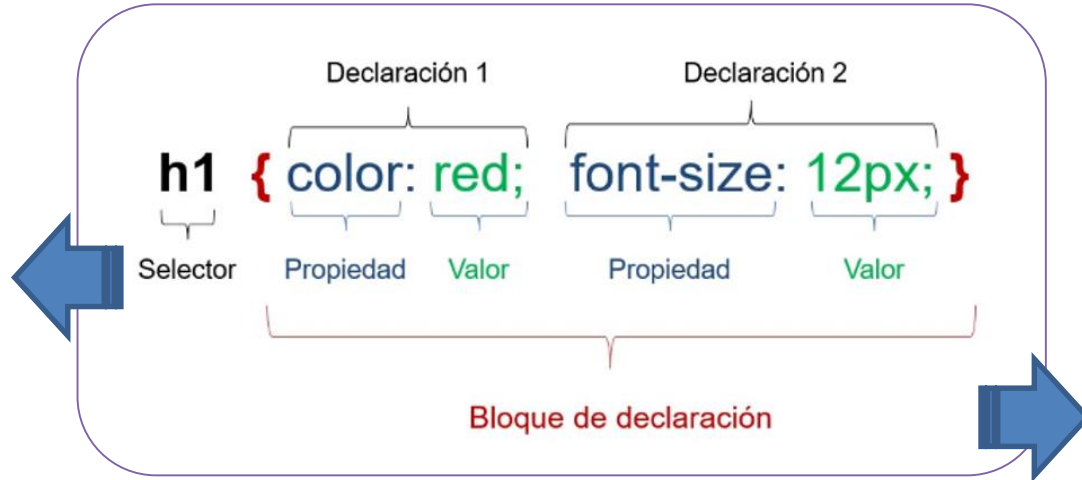 Declaración 1 Declaración 2
h1 { color: red; font-size: 12px; }
Selector Propiedad Valor Propiedad Valor
Bloque de declaración